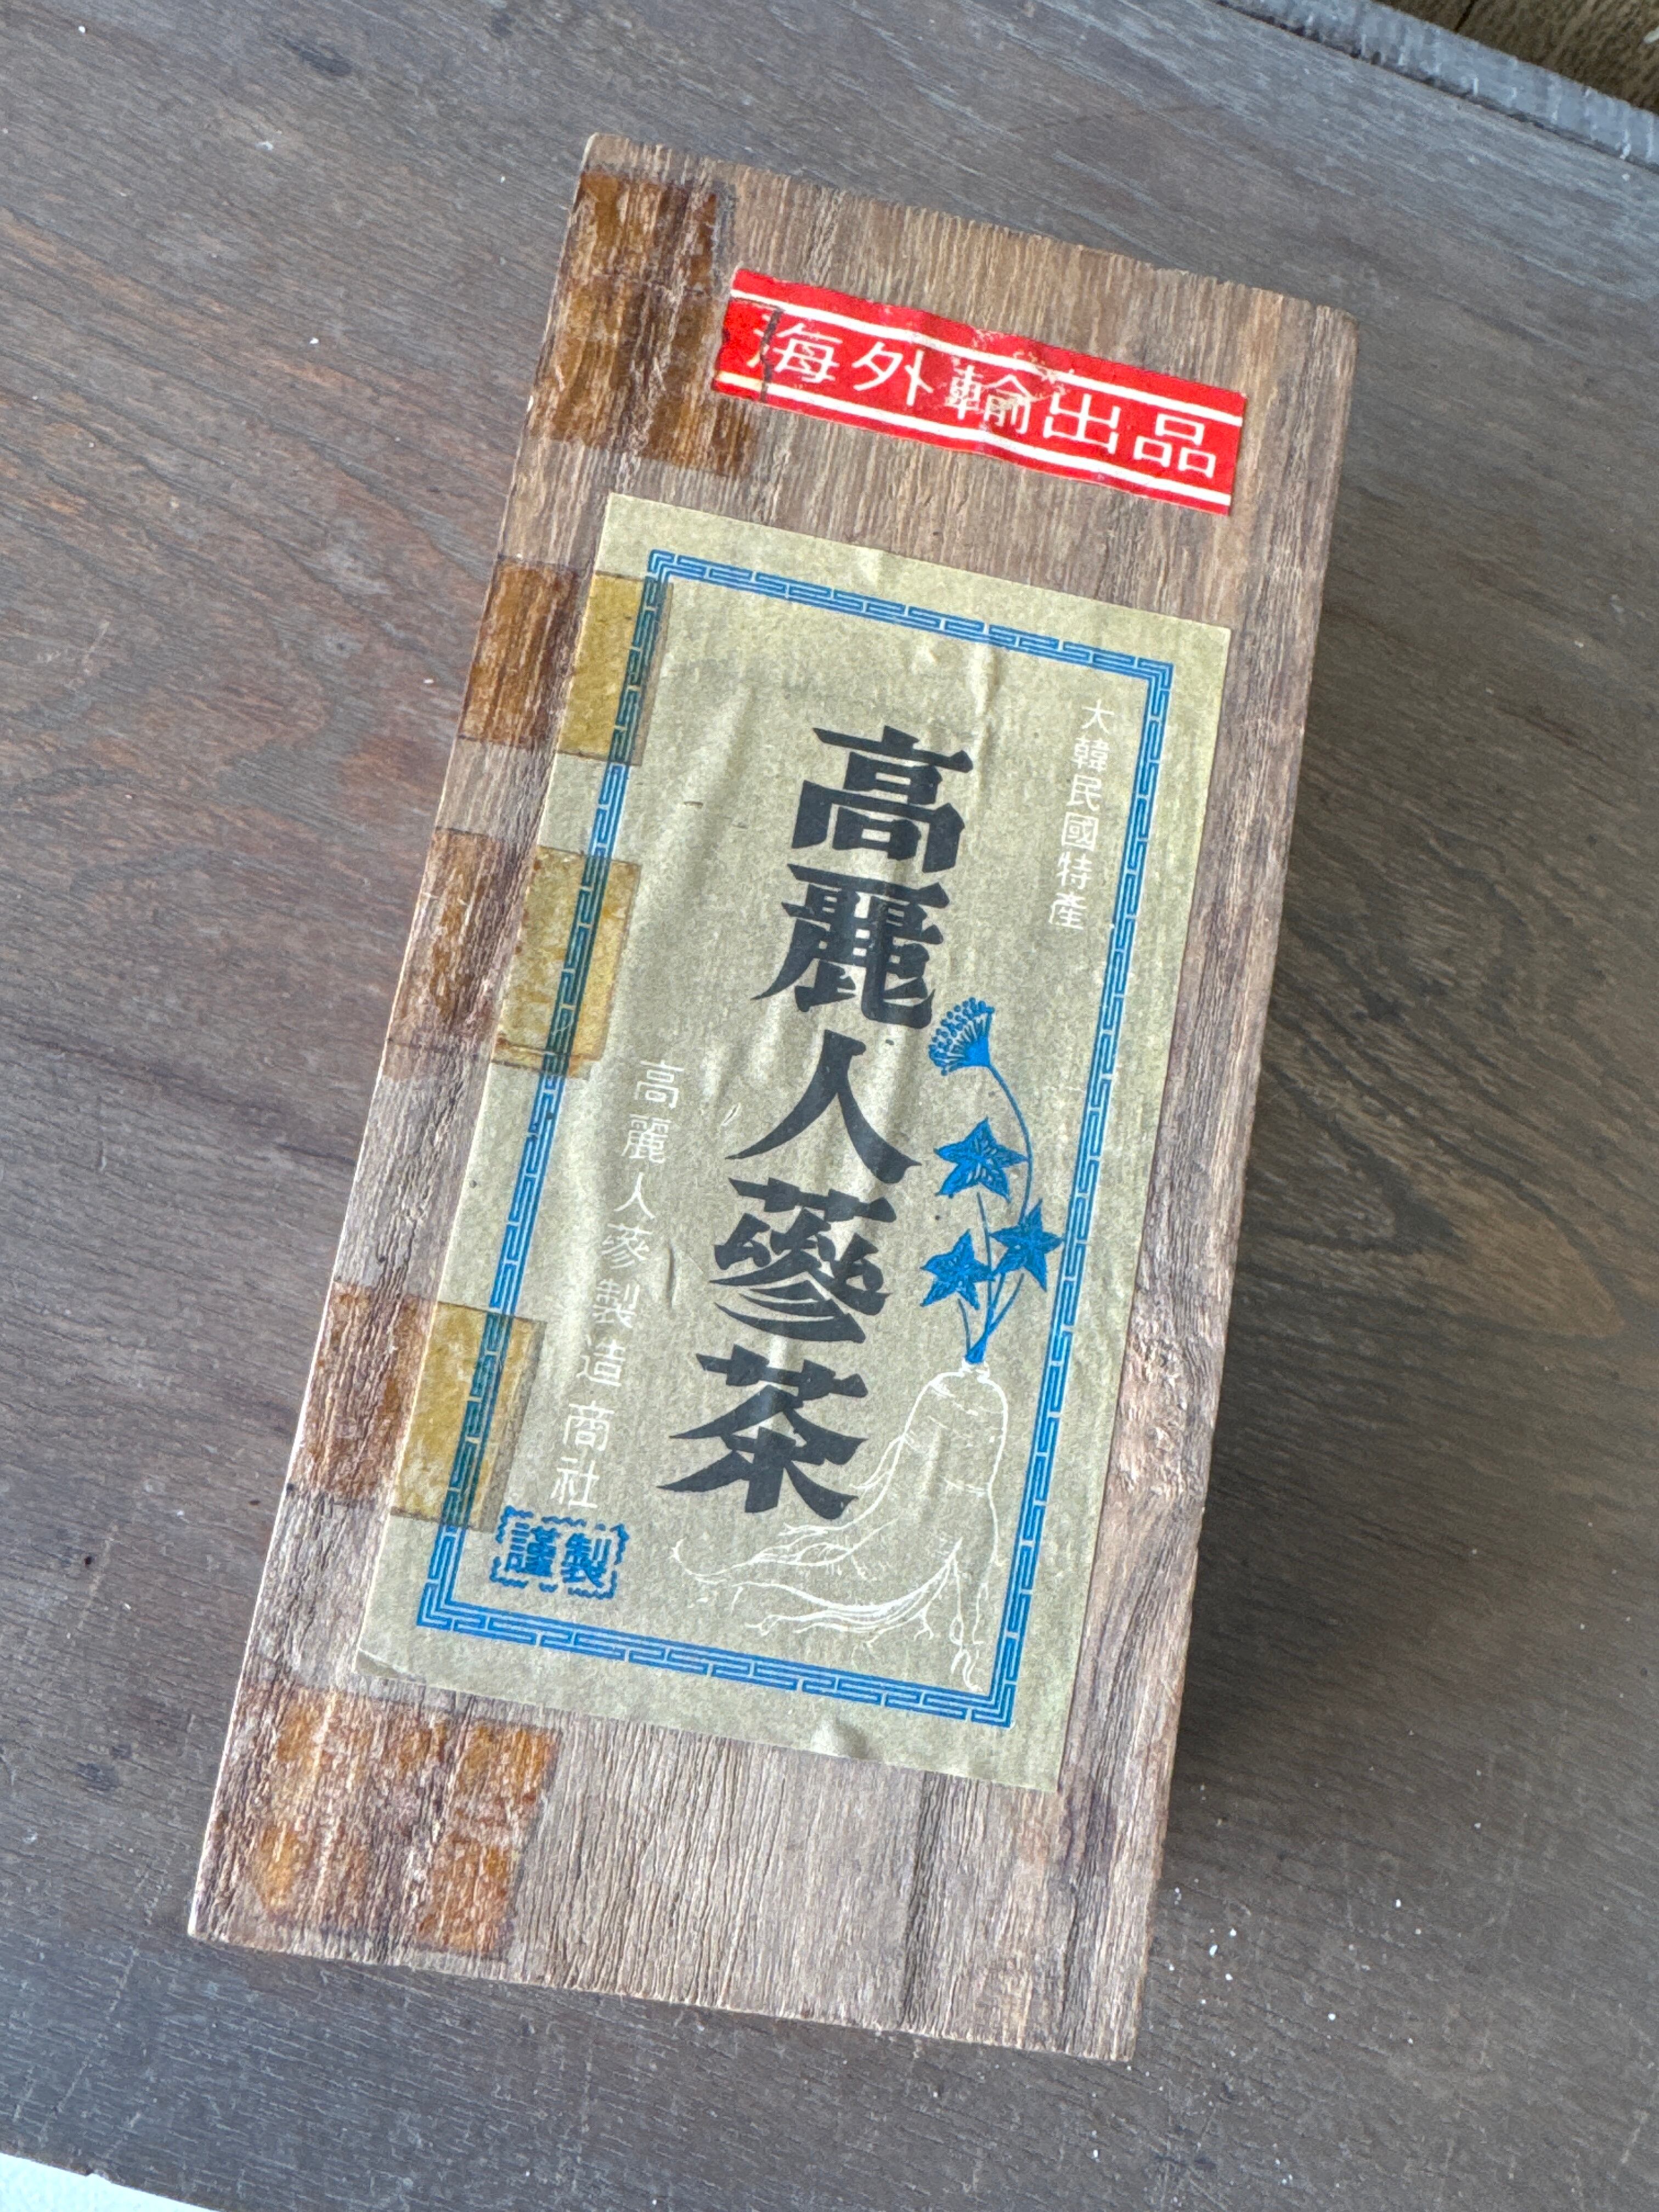 海外輸出品
大韓民國特産
高麗人蔘茶
高麗人蔘製造商社
謹製